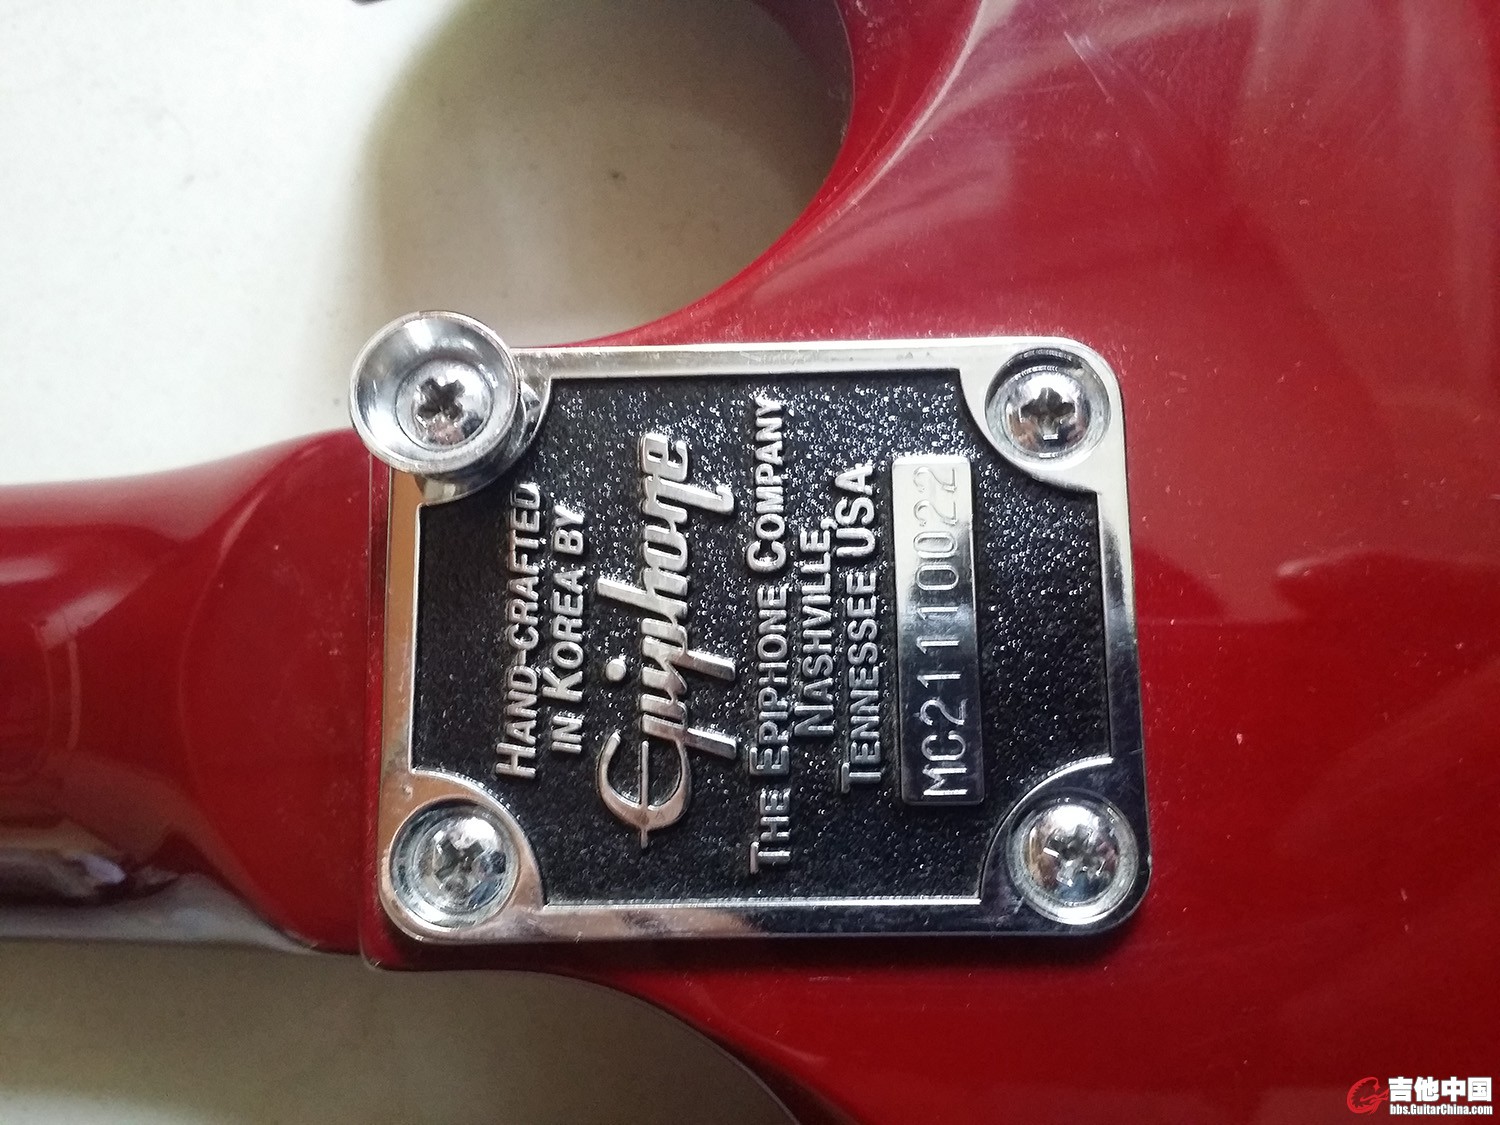 HAND-CRAFTED
IN KOREA BY
Epiphone
THE EPIPHONE COMPANY
NASHVILLE,
TENNESSEE USA
MC21110022
吉他中国
bbs.GuitarChina.com